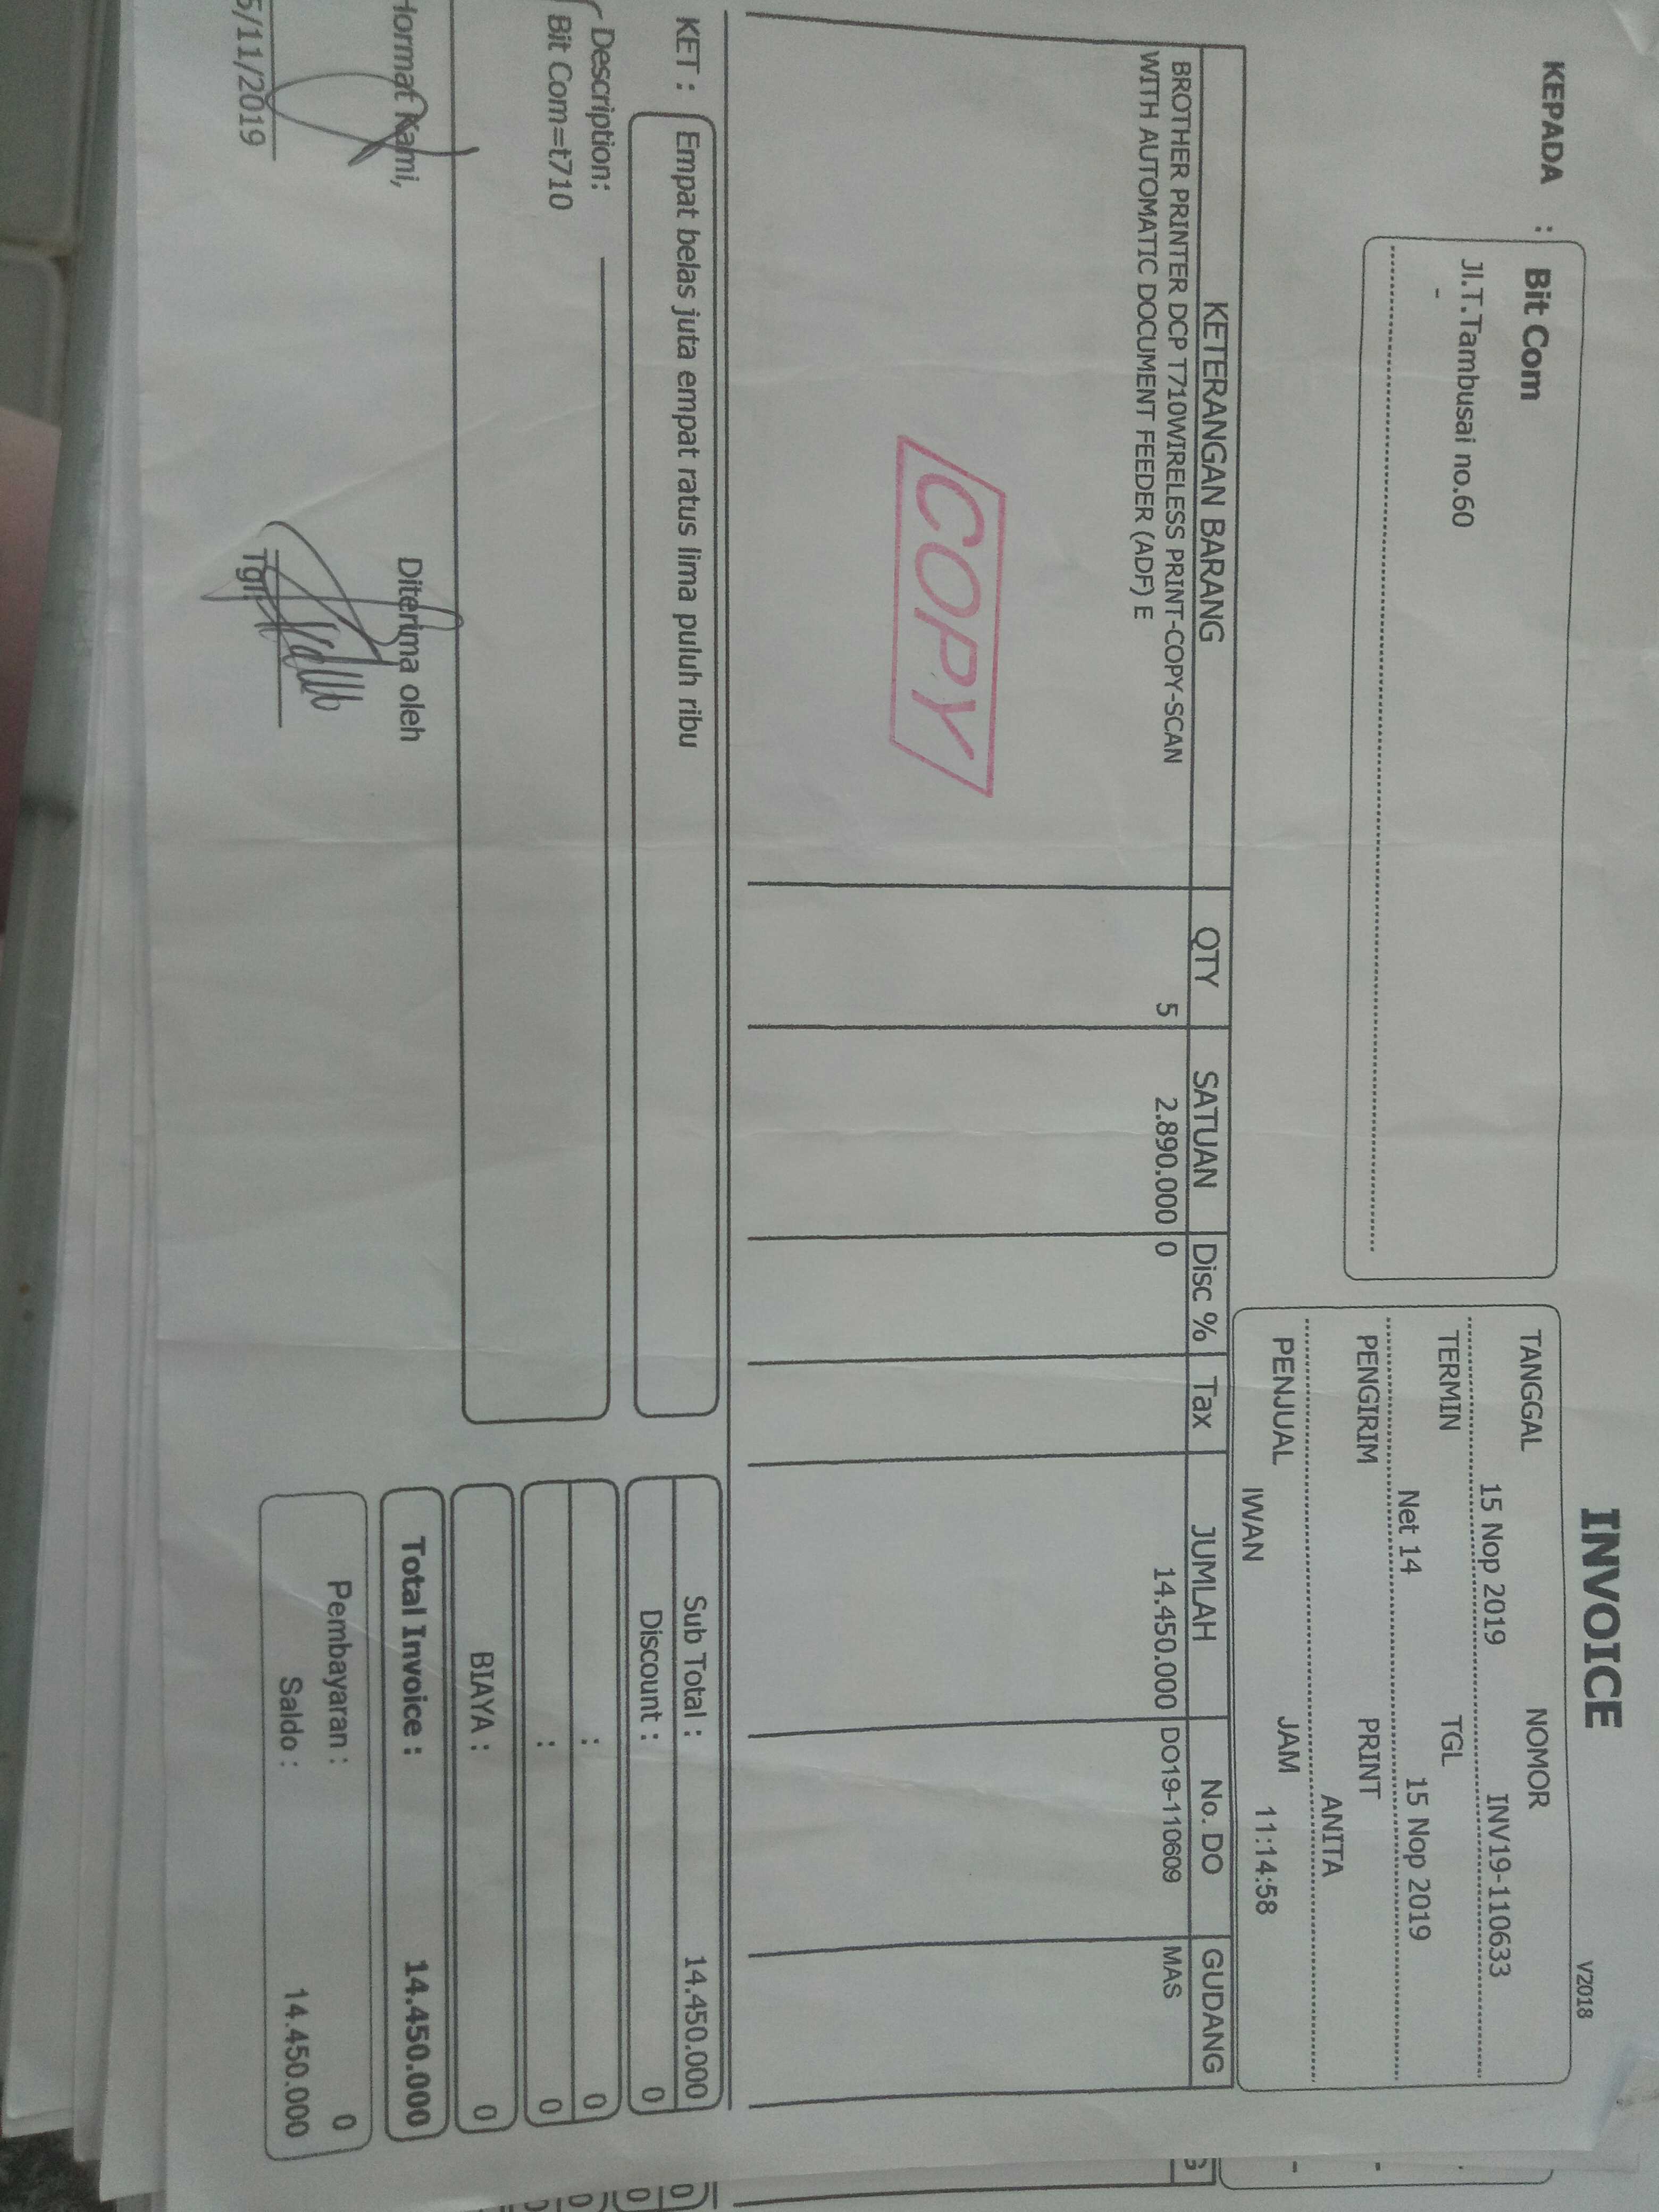 INVOICE
V2018
KEPADA :
Bit Com
Jl.T.Tambusai no.60
-
TANGGAL NOMOR
15 Nop 2019 INV19-110633
TERMIN TGL
Net 14 15 Nop 2019
PENGIRIM PRINT
ANITA
PENJUAL JAM 11:14:58
IWAN
KETERANGAN BARANG QTY SATUAN Disc % Tax JUMLAH No. DO GUDANG
BROTHER PRINTER DCP T710WIRELESS PRINT-COPY-SCAN 5 2.890.000 0 14.450.000 DO19-110609 MAS
WITH AUTOMATIC DOCUMENT FEEDER (ADF) E
COPY
KET : Empat belas juta empat ratus lima puluh ribu
Description:
Bit Com=t710
Sub Total : 14.450.000
Discount : 0
: 0
: 0
BIAYA : 0
Total Invoice : 14.450.000
Pembayaran : 0
Saldo : 14.450.000
Hormat Kami,
5/11/2019
Diterima oleh
Tgl.